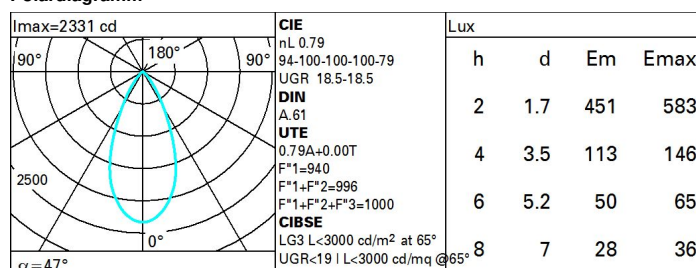 Polardiagramm
Imax=2331 cd
90° 180° 90°
2500
0°
α=47°
CIE
nL 0.79
94-100-100-100-79
UGR 18.5-18.5
DIN
A.61
UTE
0.79A+0.00T
F"1=940
F"1+F"2=996
F"1+F"2+F"3=1000
CIBSE
LG3 L<3000 cd/m² at 65°
UGR<19 | L<3000 cd/mq @65°
Lux
h d Em Emax
2 1.7 451 583
4 3.5 113 146
6 5.2 50 65
8 7 28 36